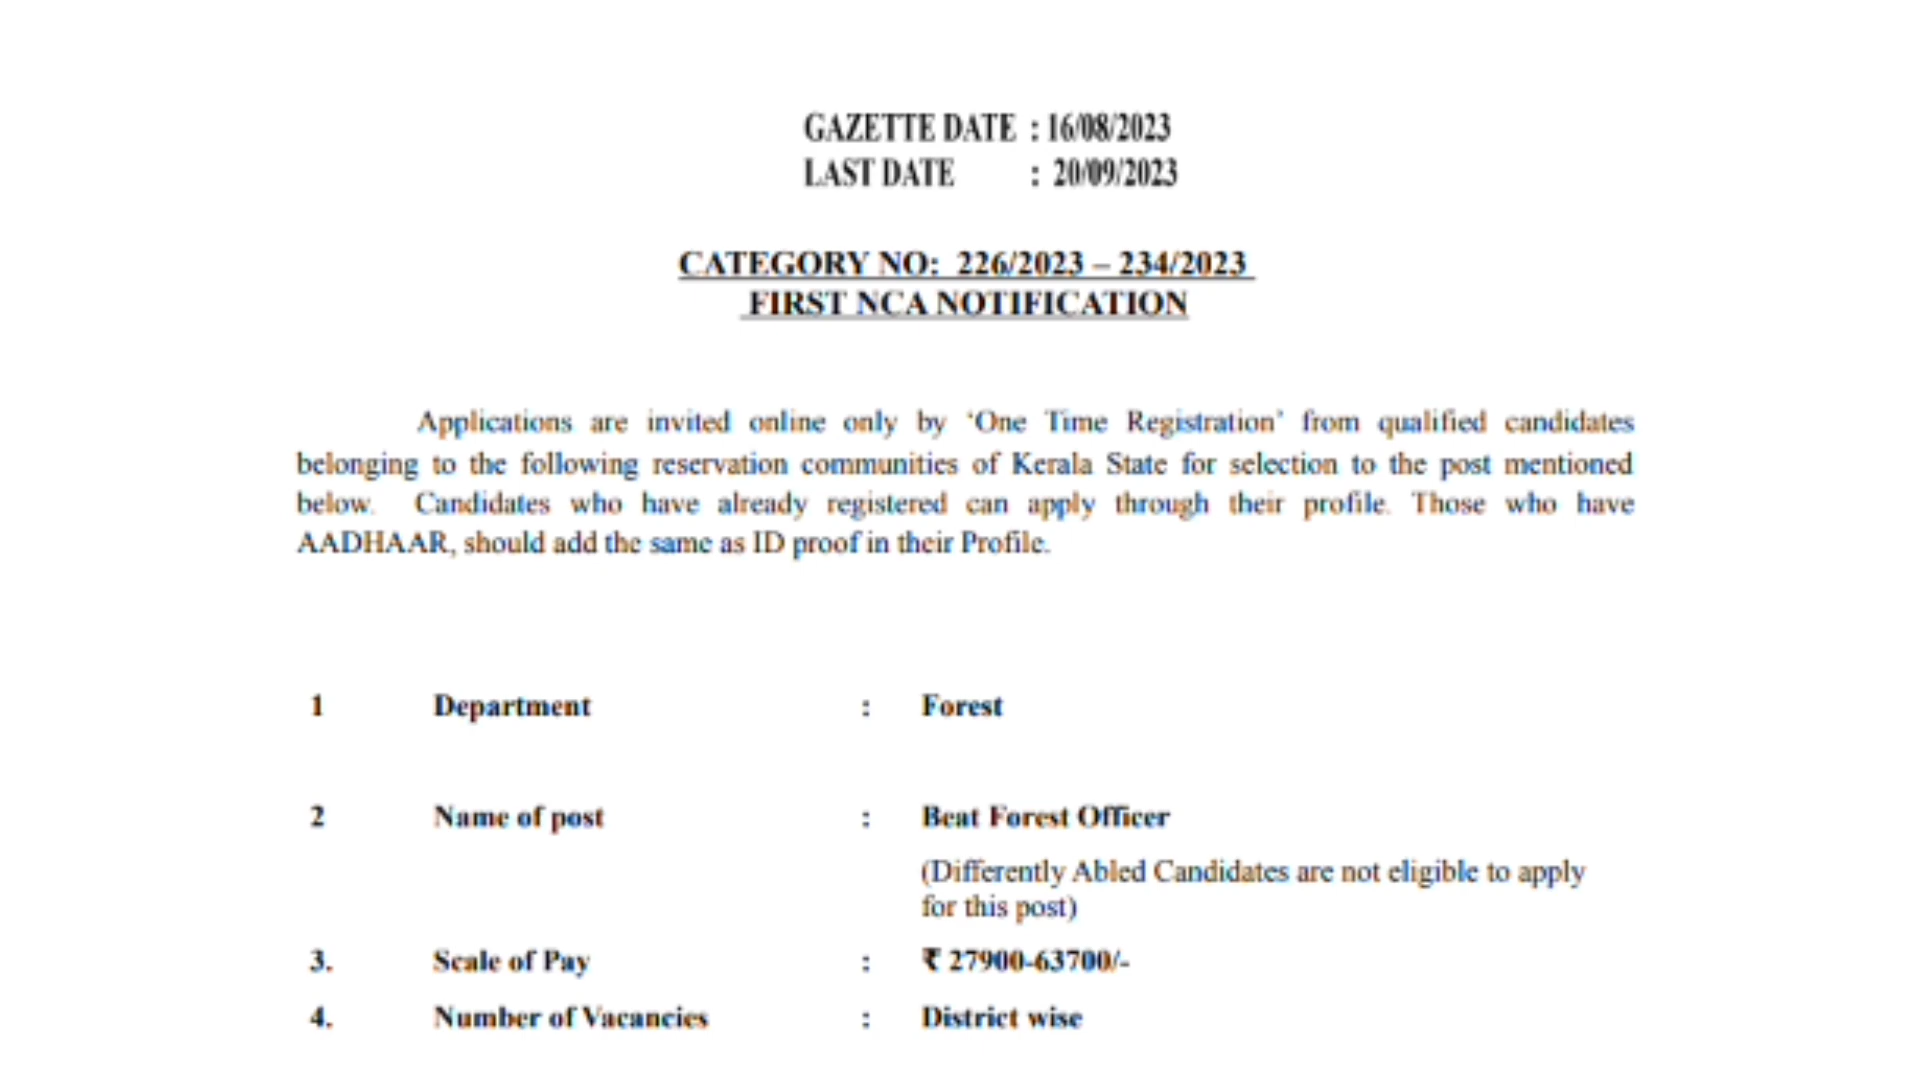 GAZETTE DATE : 16/08/2023
LAST DATE : 20/09/2023
CATEGORY NO: 226/2023 – 234/2023
FIRST NCA NOTIFICATION
Applications are invited online only by ‘One Time Registration’ from qualified candidates
belonging to the following reservation communities of Kerala State for selection to the post mentioned
below. Candidates who have already registered can apply through their profile. Those who have
AADHAAR, should add the same as ID proof in their Profile.
1 Department : Forest
2 Name of post : Beat Forest Officer
(Differently Abled Candidates are not eligible to apply
for this post)
3. Scale of Pay : ₹ 27900-63700/-
4. Number of Vacancies : District wise